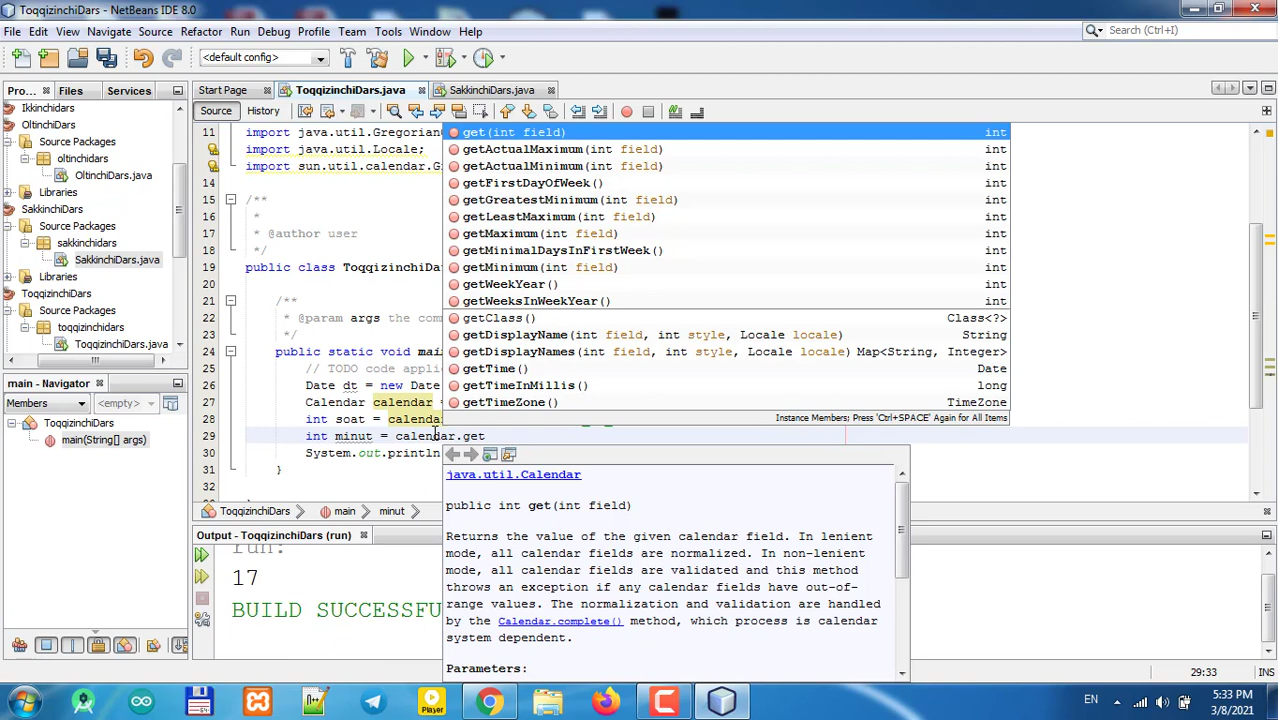 ToqqizinchiDars - NetBeans IDE 8.0
File Edit View Navigate Source Refactor Run Debug Profile Team Tools Window Help
Search (Ctrl+I)
<default config>
Pro... Files Services
Start Page ToqqizinchiDars.java SakkinchiDars.java
Source History
Ikkinchidars
OltinchiDars
Source Packages
oltinchidars
OltinchiDars.java
Libraries
SakkinchiDars
Source Packages
sakkinchidars
SakkinchiDars.java
Libraries
ToqqizinchiDars
Source Packages
toqqizinchidars
ToqqizinchiDars.java
main - Navigator
Members <empty>
ToqqizinchiDars
main(String[] args)
11 import java.util.Gregorian
import java.util.Locale;
import sun.util.calendar.G
14
15 /**
16 *
17 * @author user
18 */
19 public class ToqqizinchiDa
21 /**
22 * @param args the com
23 */
24 public static void mai
25 // TODO code appli
26 Date dt = new Date
27 Calendar calendar =
28 int soat = calendar
29 int minut = calendar.get
30 System.out.println
31 }
32
get(int field) int
getActualMaximum(int field) int
getActualMinimum(int field) int
getFirstDayOfWeek() int
getGreatestMinimum(int field) int
getLeastMaximum(int field) int
getMaximum(int field) int
getMinimalDaysInFirstWeek() int
getMinimum(int field) int
getWeekYear() int
getWeeksInWeekYear() int
getClass() Class<?>
getDisplayName(int field, int style, Locale locale) String
getDisplayNames(int field, int style, Locale locale) Map<String, Integer>
getTime() Date
getTimeInMillis() long
getTimeZone() TimeZone
Instance Members: Press 'Ctrl+SPACE' Again for All Items
java.util.Calendar
public int get(int field)
Returns the value of the given calendar field. In lenient
mode, all calendar fields are normalized. In non-lenient
mode, all calendar fields are validated and this method
throws an exception if any calendar fields have out-of-
range values. The normalization and validation are handled
by the Calendar.complete() method, which process is calendar
system dependent.
Parameters:
ToqqizinchiDars main minut
Output - ToqqizinchiDars (run)
run:
17
BUILD SUCCESSFU
29:33 INS
Player
EN
5:33 PM
3/8/2021